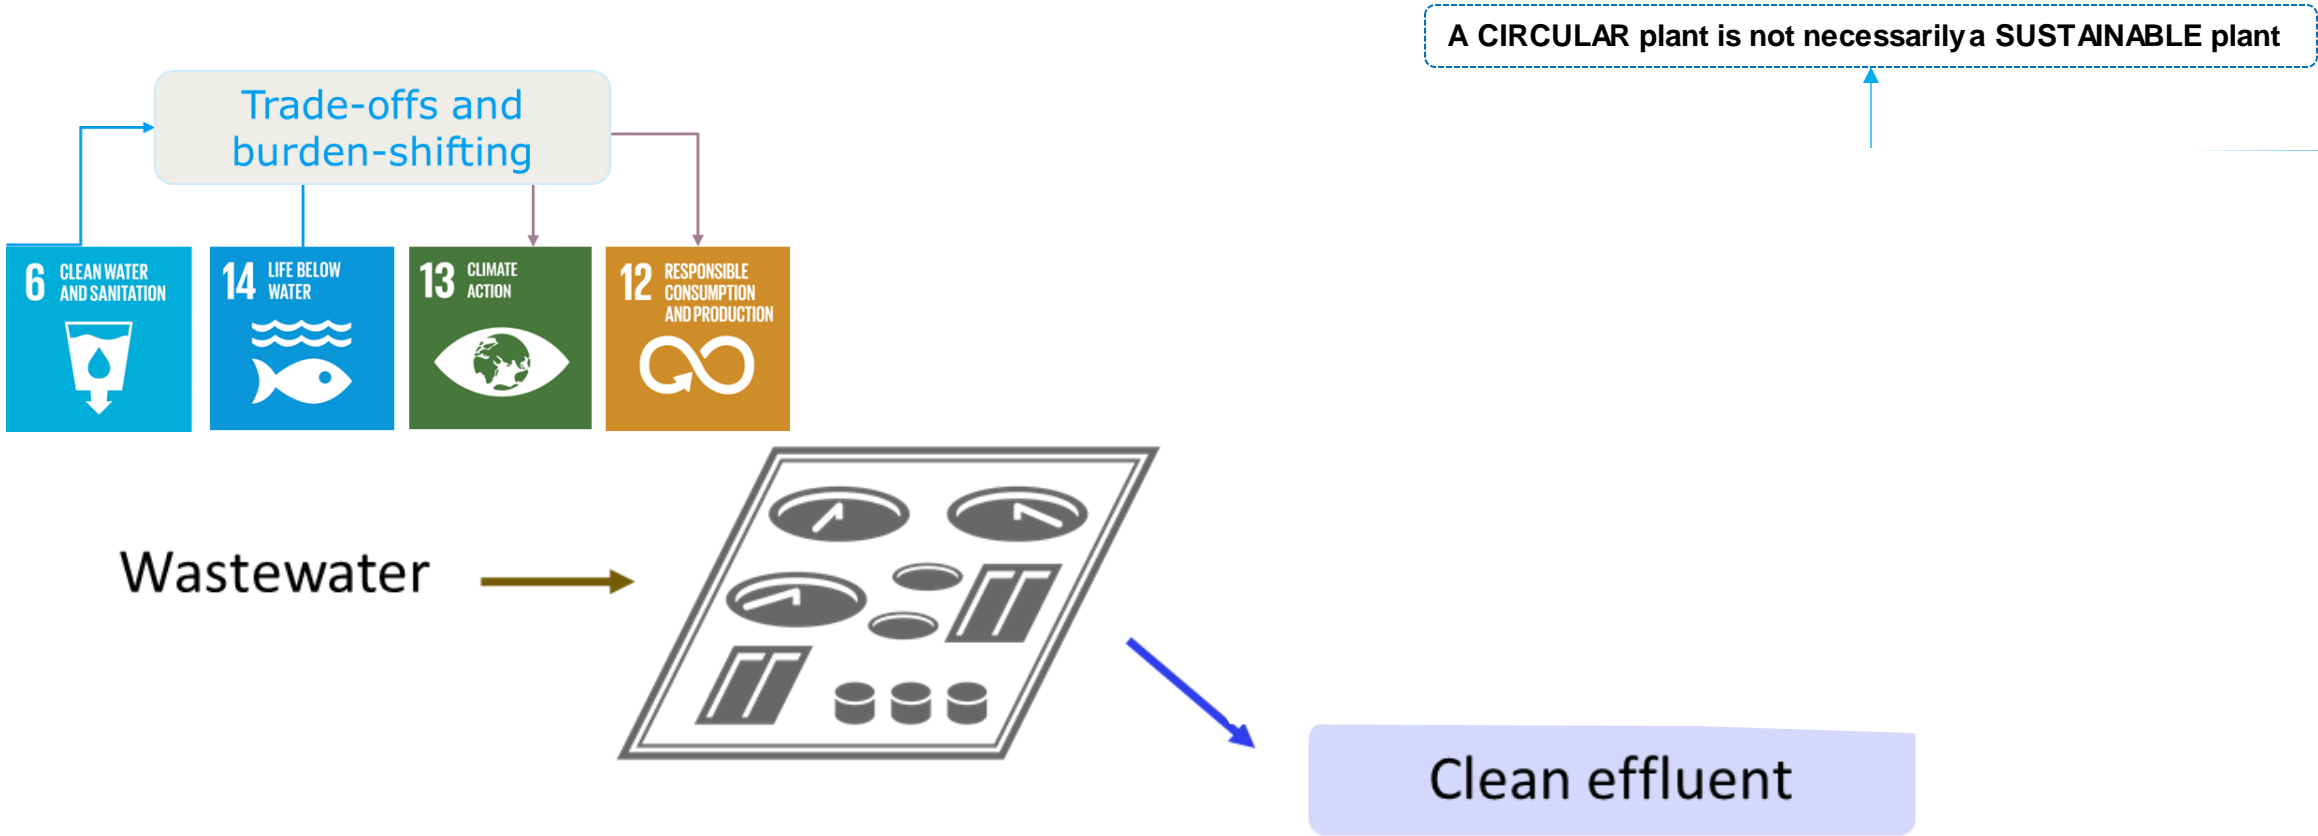 A CIRCULAR plant is not necessarily a SUSTAINABLE plant
Trade-offs and
burden-shifting
6 CLEAN WATER
AND SANITATION
14 LIFE BELOW
WATER
13 CLIMATE
ACTION
12 RESPONSIBLE
CONSUMPTION
AND PRODUCTION
Wastewater
Clean effluent